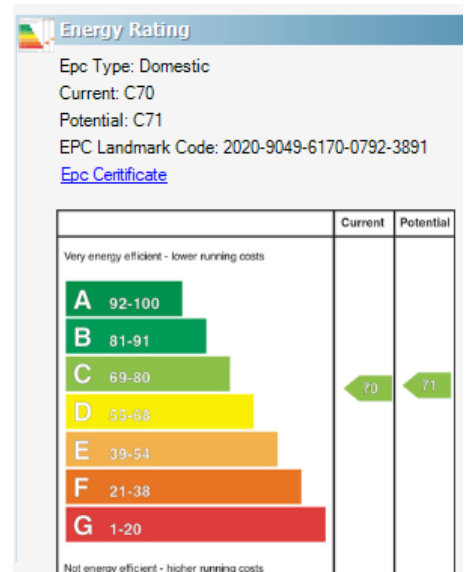 Energy Rating
Epc Type: Domestic
Current: C70
Potential: C71
EPC Landmark Code: 2020-9049-6170-0792-3891
Epc Ceritificate
Current Potential
Very energy efficient - lower running costs
A 92-100
B 81-91
C 69-80
70 71
D 55-68
E 39-54
F 21-38
G 1-20
Not energy efficient - higher running costs